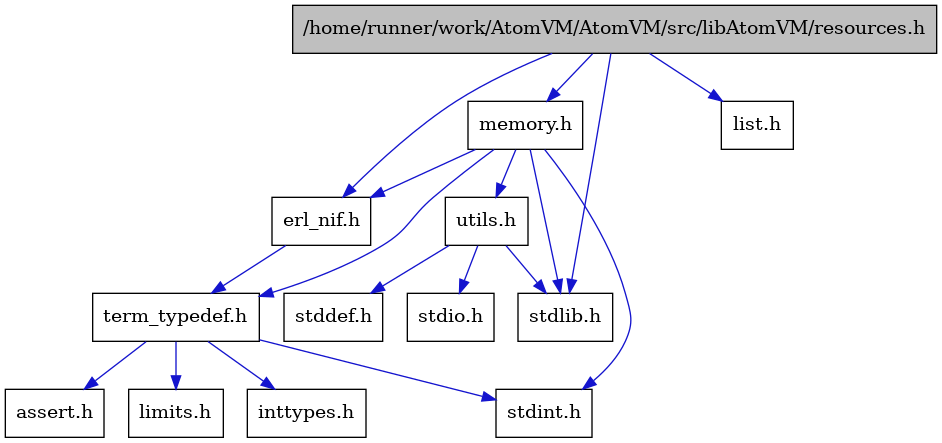 /home/runner/work/AtomVM/AtomVM/src/libAtomVM/resources.h
memory.h
list.h
erl_nif.h
utils.h
term_typedef.h
stddef.h
stdio.h
stdlib.h
assert.h
limits.h
inttypes.h
stdint.h